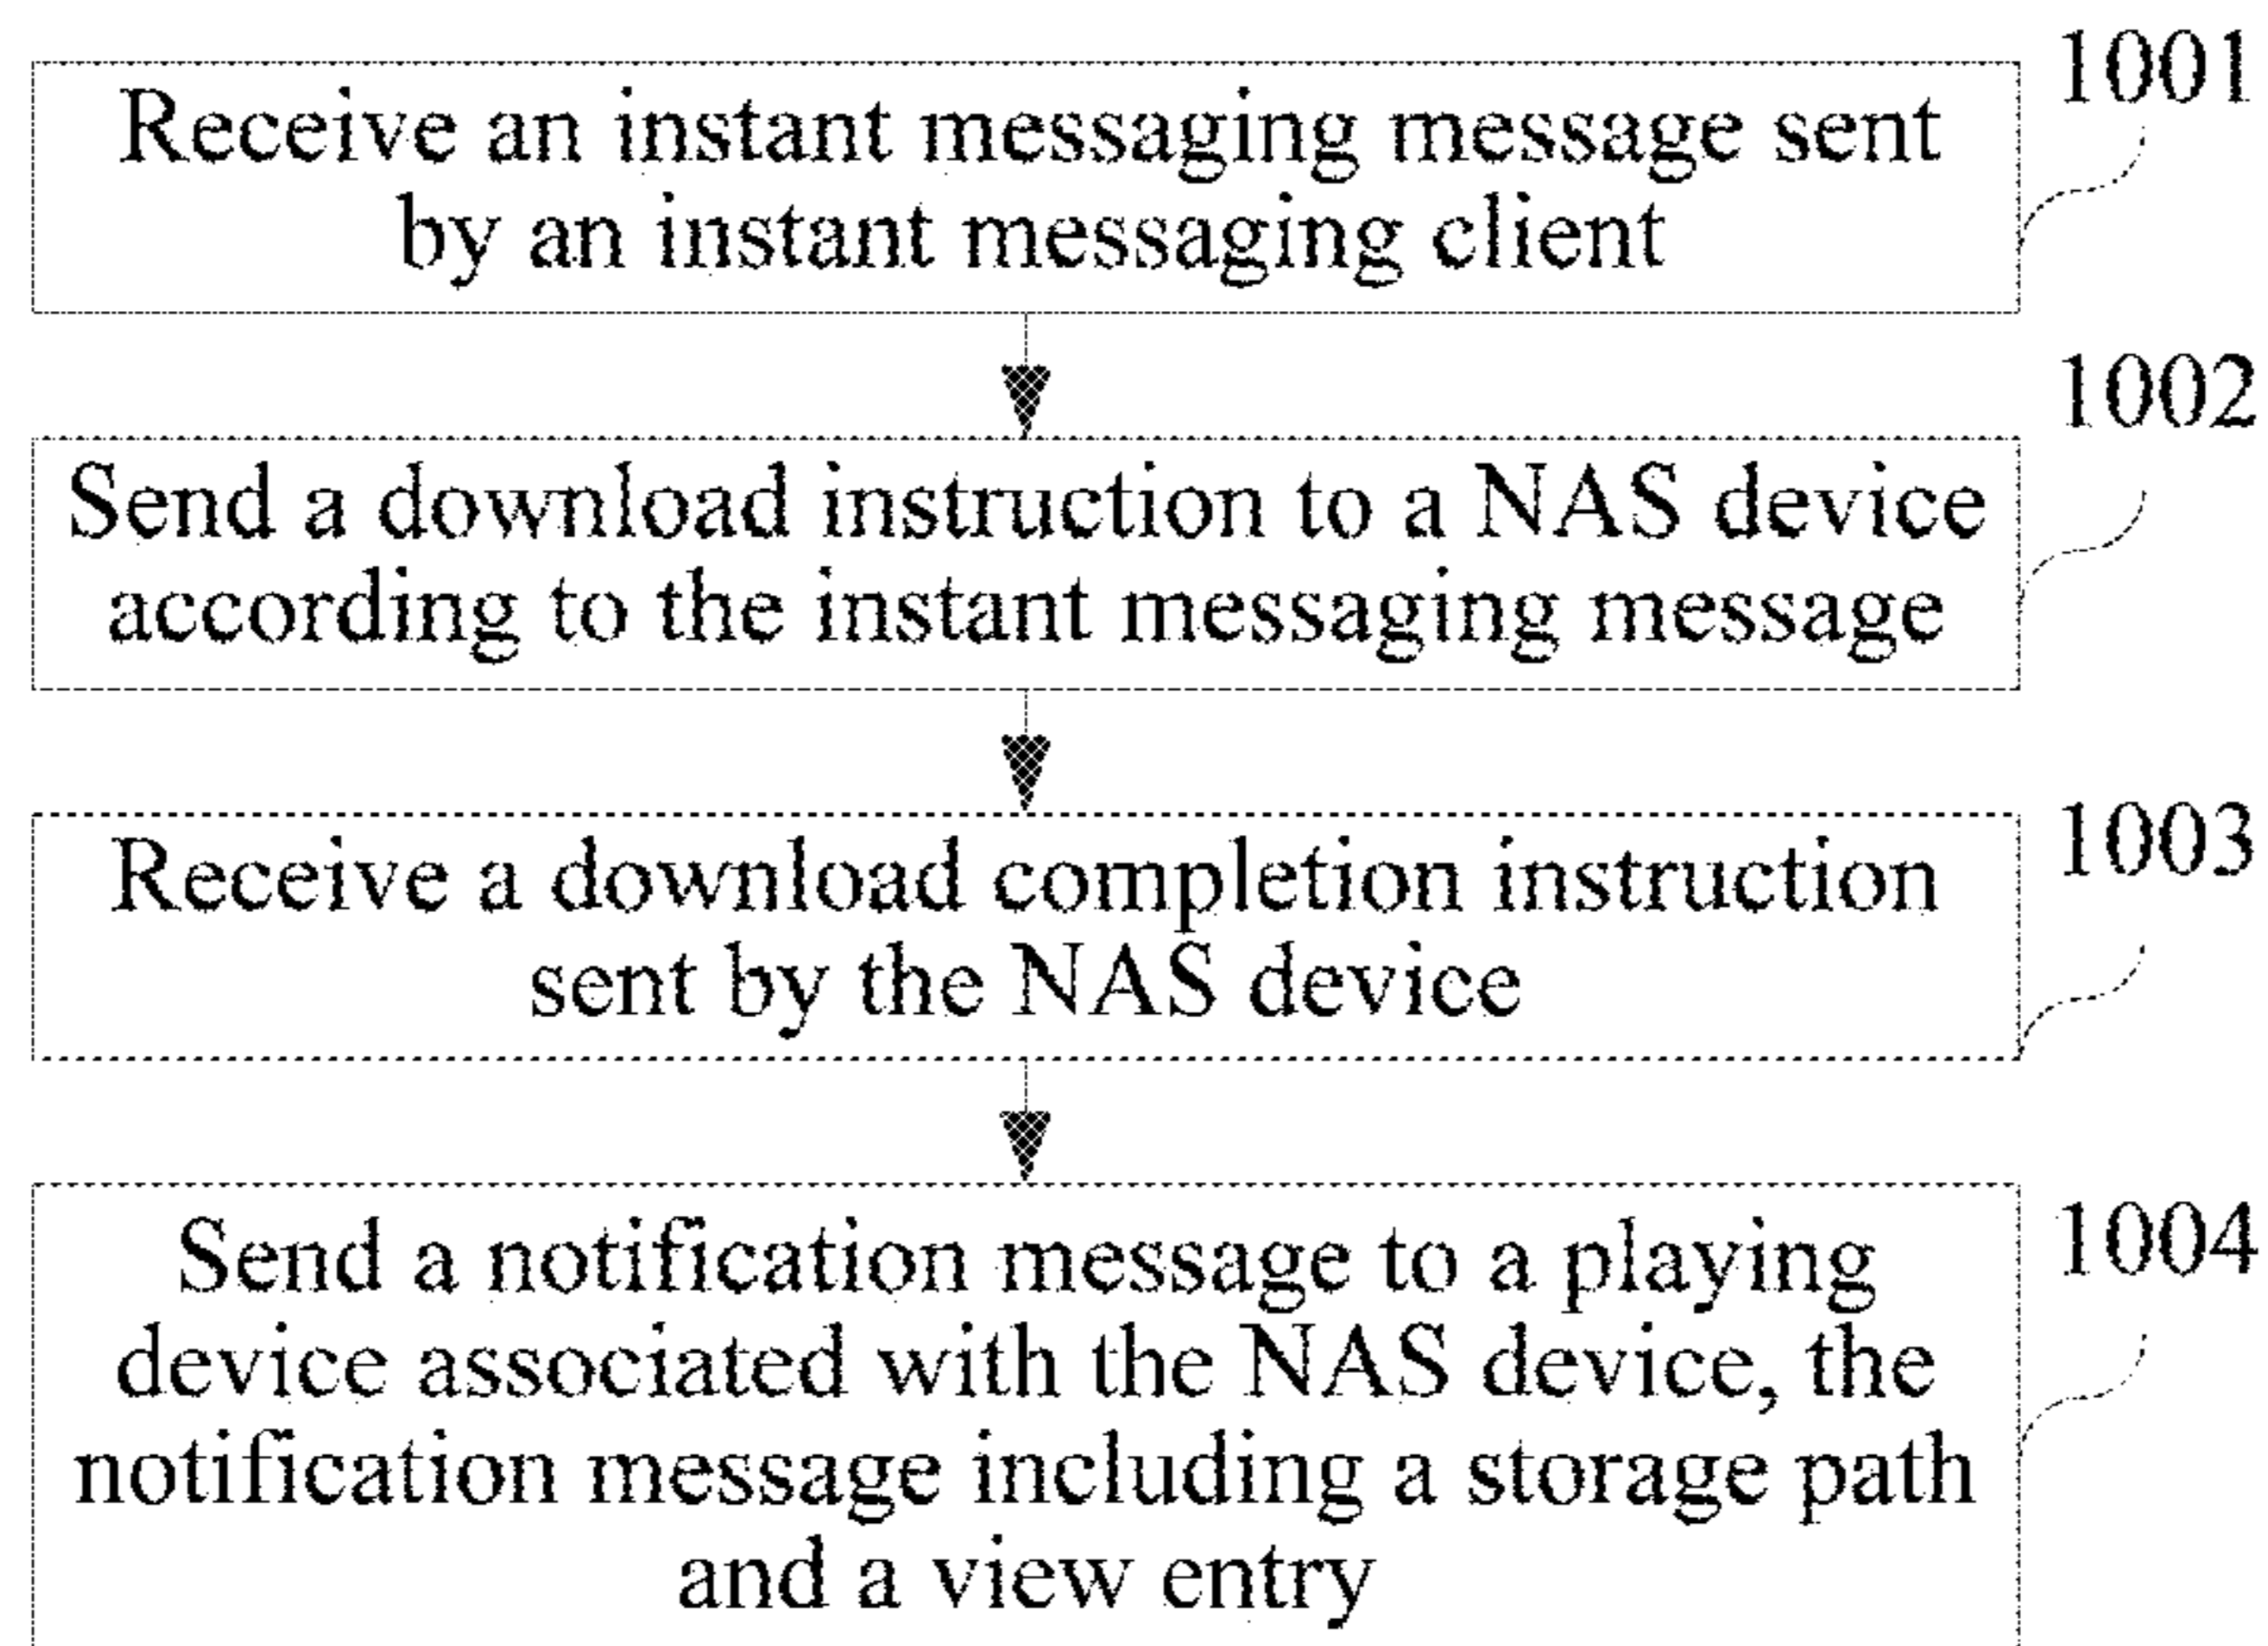 1001
Receive an instant messaging message sent
by an instant messaging client
1002
Send a download instruction to a NAS device
according to the instant messaging message
1003
Receive a download completion instruction
sent by the NAS device
1004
Send a notification message to a playing
device associated with the NAS device, the
notification message including a storage path
and a view entry